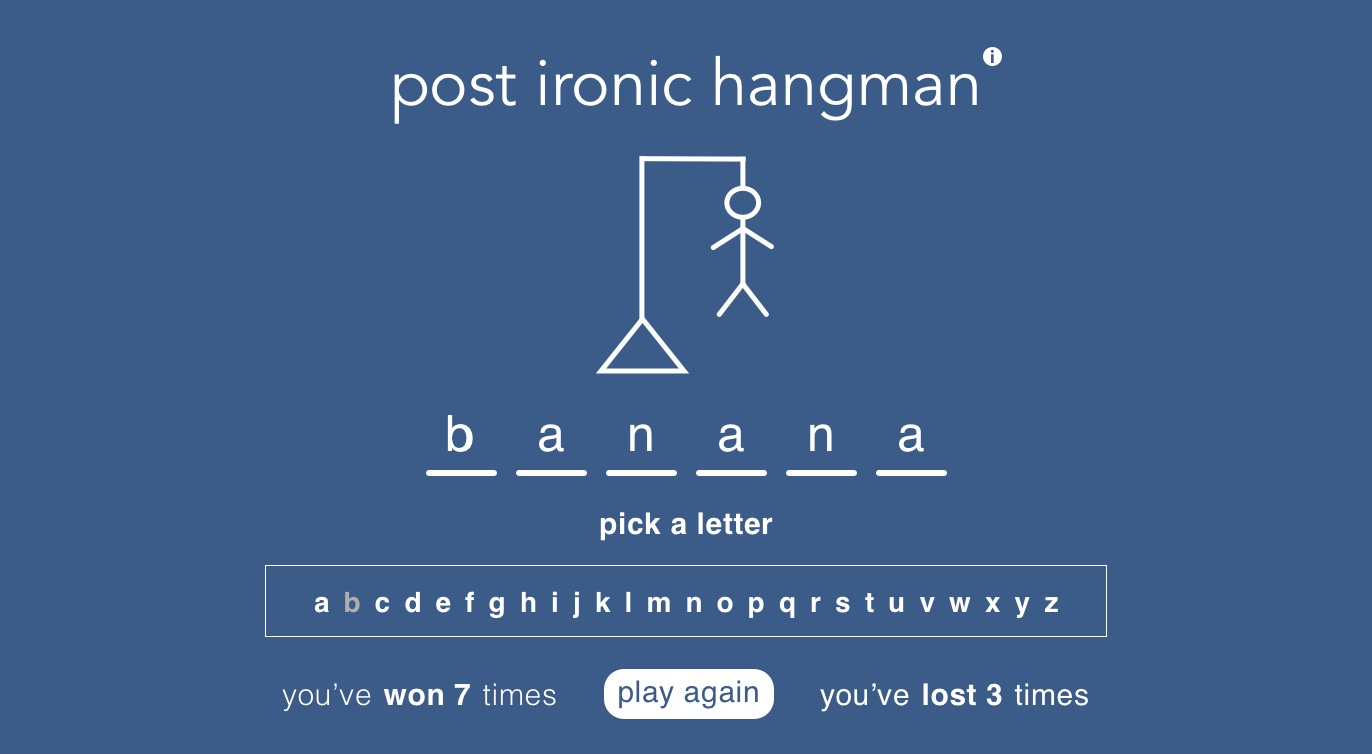 post ironic hangman i
b a n a n a
pick a letter
a b c d e f g h i j k l m n o p q r s t u v w x y z
you've won 7 times play again you've lost 3 times